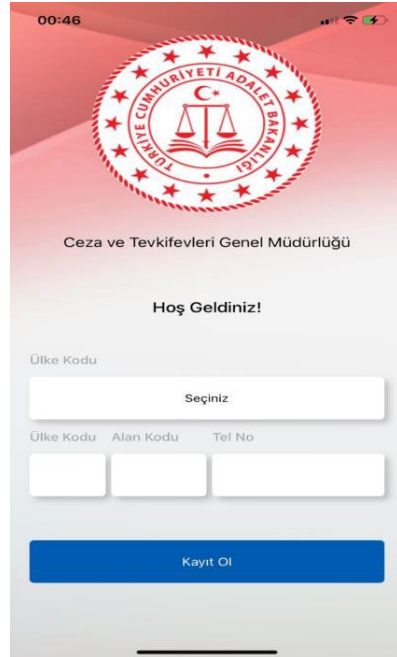 00:46
TÜRKİYE CUMHURİYETİ ADALET BAKANLIĞI
Ceza ve Tevkifevleri Genel Müdürlüğü
Hoş Geldiniz!
Ülke Kodu
Seçiniz
Ülke Kodu Alan Kodu Tel No
Kayıt Ol